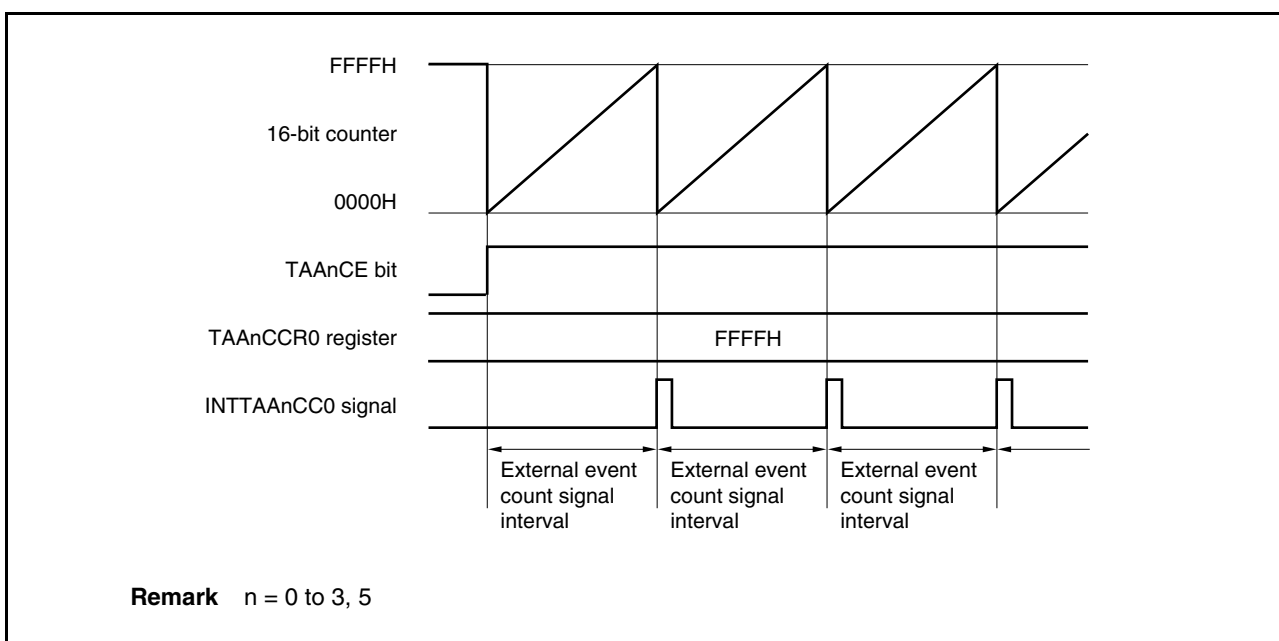 FFFFH
16-bit counter
0000H
TAAnCE bit
TAAnCCR0 register
FFFFH
INTTAAnCC0 signal
External event
count signal
interval
External event
count signal
interval
External event
count signal
interval
Remark n = 0 to 3, 5